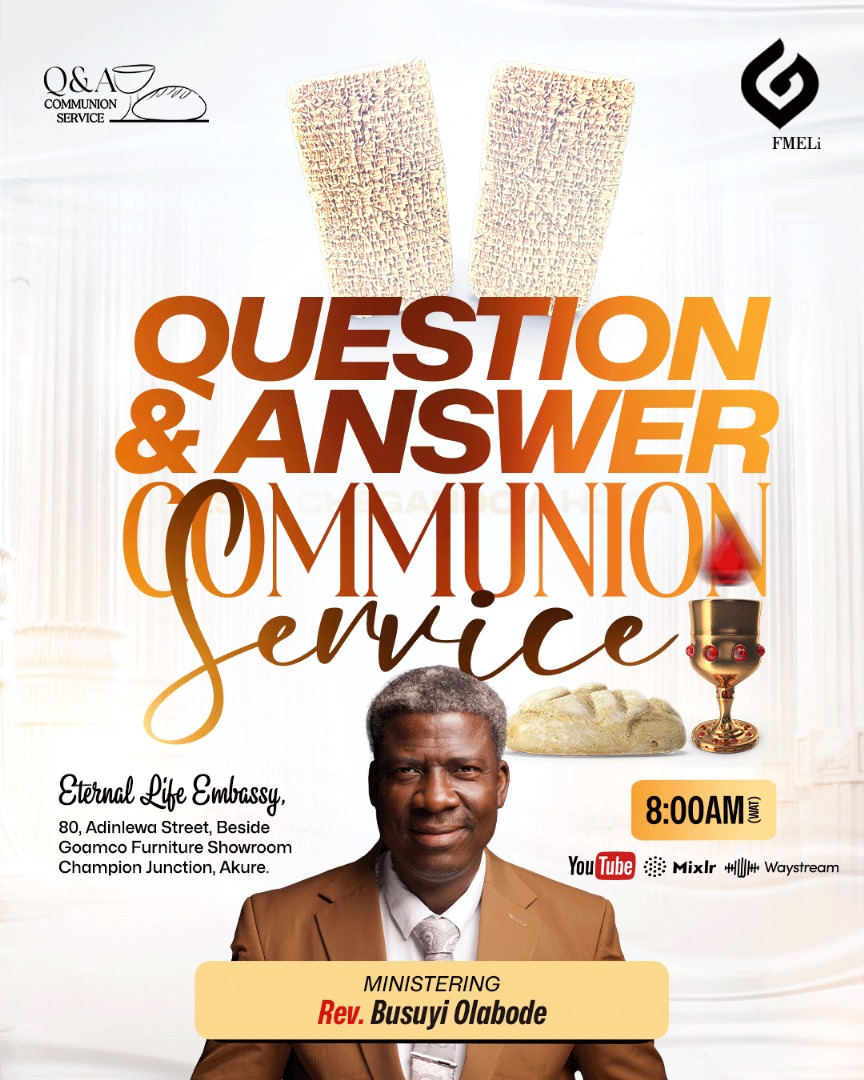 Q&A
COMMUNION
SERVICE
FMELi
QUESTION
& ANSWER
COMMUNION
Service
Eternal Life Embassy,
80, Adinlewa Street, Beside
Goamco Furniture Showroom
Champion Junction, Akure.
8:00AM (WAT)
YouTube Mixlr Waystream
MINISTERING
Rev. Busuyi Olabode